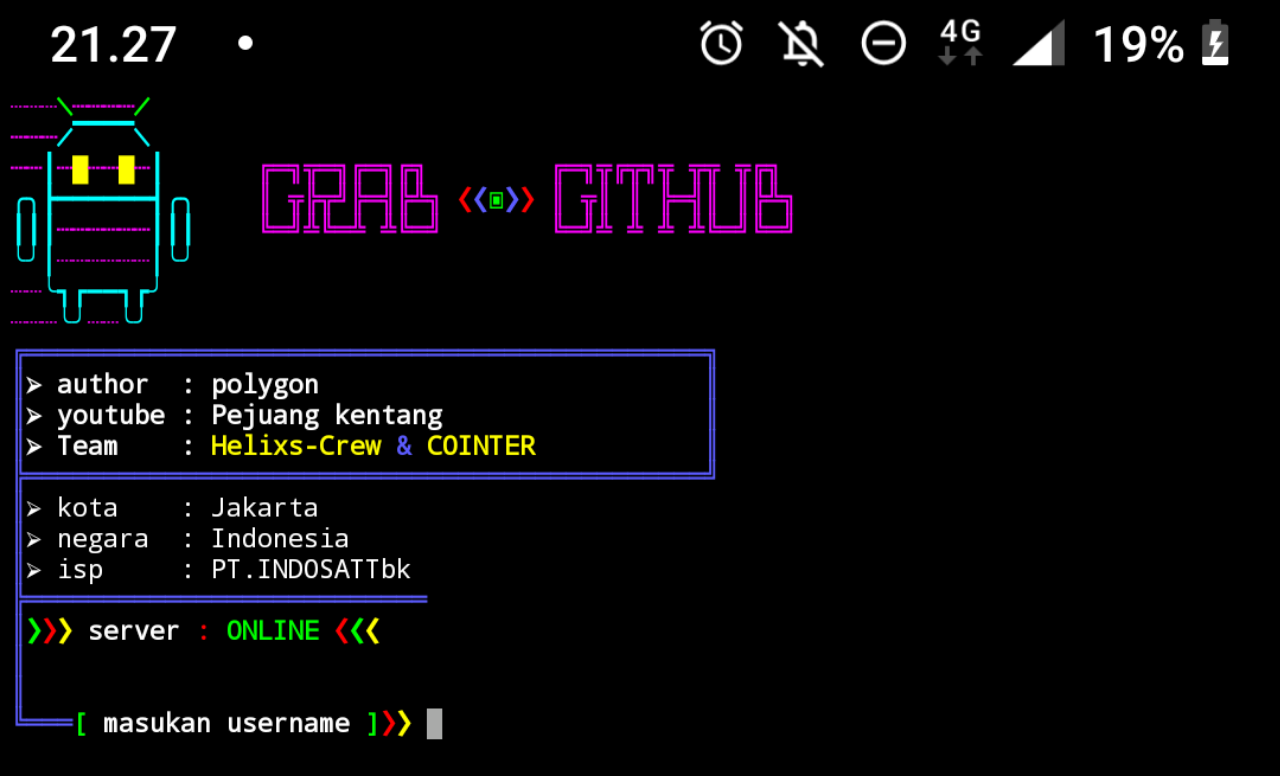 21.27 4G 19%
GRAB GITHUB
➢ author : polygon
➢ youtube : Pejuang kentang
➢ Team : Helixs-Crew & COINTER
➢ kota : Jakarta
➢ negara : Indonesia
➢ isp : PT.INDOSATTbk
❯❯❯ server : ONLINE ❮❮❮
[ masukan username ]❯❯